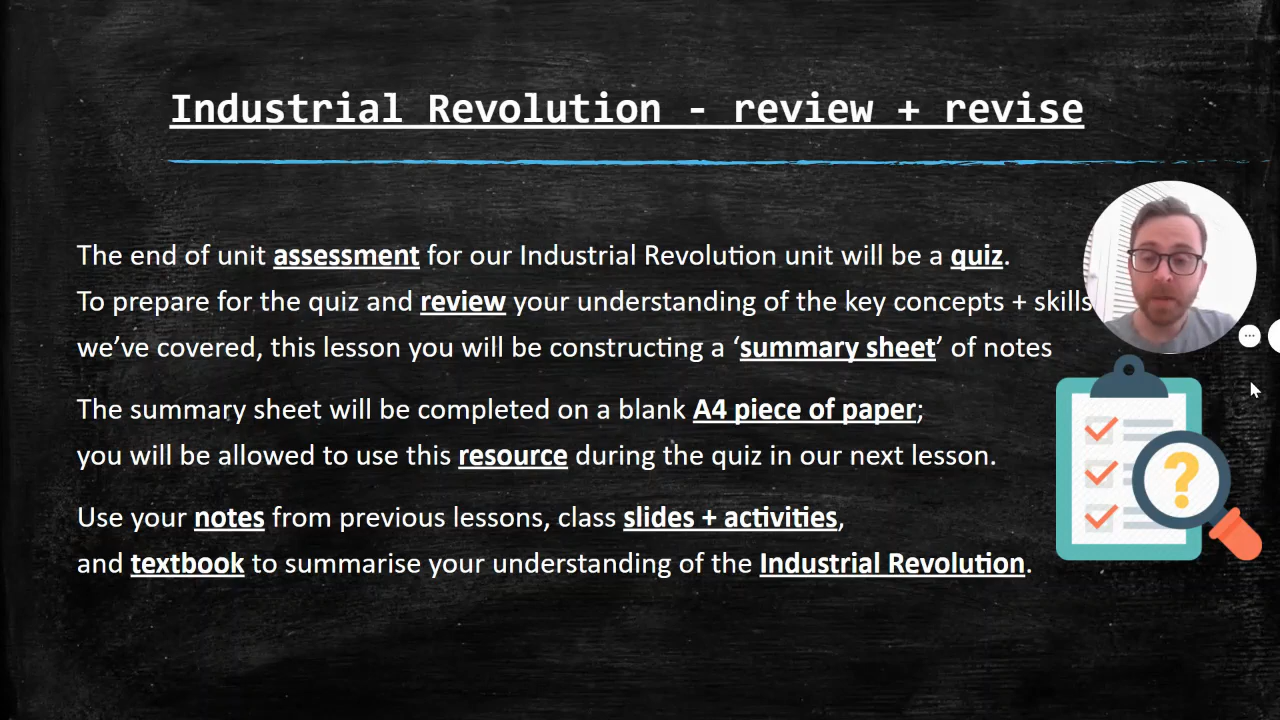 Industrial Revolution - review + revise
The end of unit assessment for our Industrial Revolution unit will be a quiz.
To prepare for the quiz and review your understanding of the key concepts + skills
we’ve covered, this lesson you will be constructing a ‘summary sheet’ of notes
The summary sheet will be completed on a blank A4 piece of paper;
you will be allowed to use this resource during the quiz in our next lesson.
Use your notes from previous lessons, class slides + activities,
and textbook to summarise your understanding of the Industrial Revolution.
?